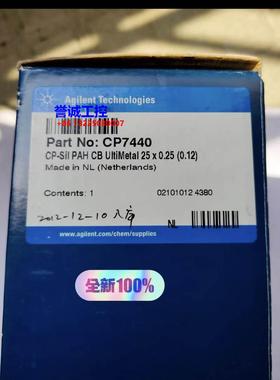 誉诚工控
Agilent Technologies
Part No: CP7440
CP-Sil PAH CB UltiMetal 25 x 0.25 (0.12)
Made in NL (Netherlands)
Contents: 1
02101012 4380
2012-12-10入库
NL
全新100%
www.agilent.com/chem/supplies